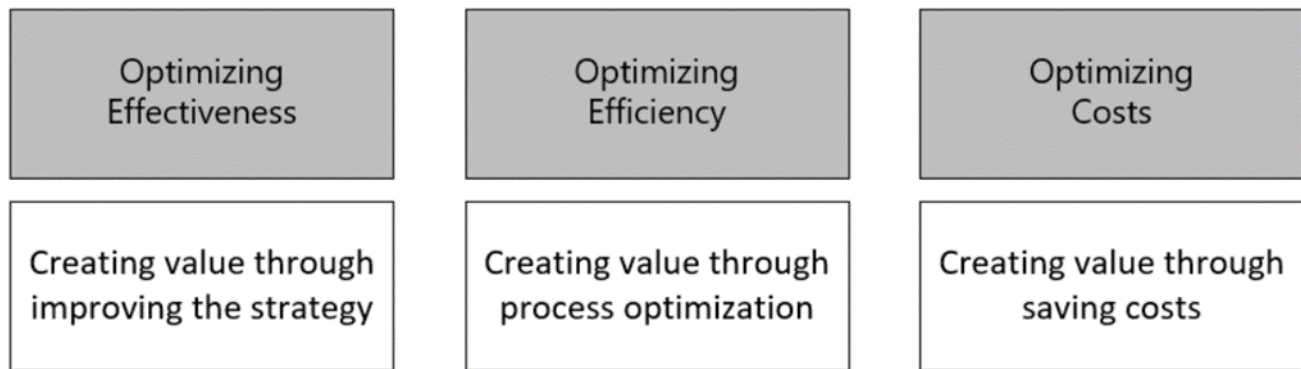 Optimizing
Effectiveness
Optimizing
Efficiency
Optimizing
Costs
Creating value through
improving the strategy
Creating value through
process optimization
Creating value through
saving costs